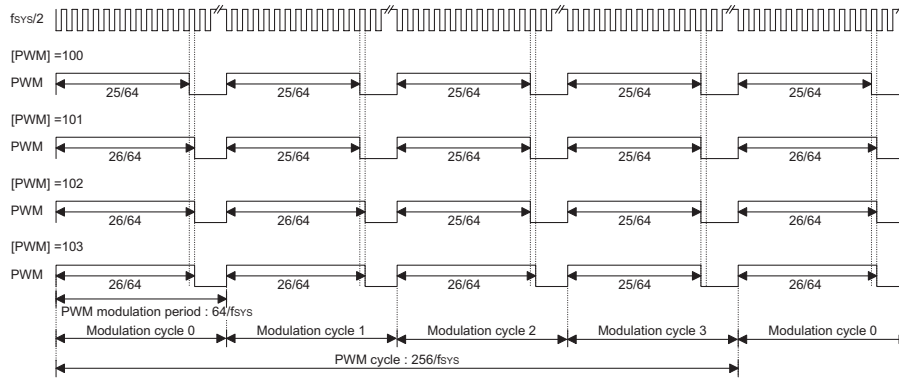 fSYS/2
[PWM] =100
PWM
25/64 25/64 25/64 25/64 25/64
[PWM] =101
PWM
26/64 25/64 25/64 25/64 26/64
[PWM] =102
PWM
26/64 26/64 25/64 25/64 26/64
[PWM] =103
PWM
26/64 26/64 26/64 25/64 26/64
PWM modulation period : 64/fSYS
Modulation cycle 0 Modulation cycle 1 Modulation cycle 2 Modulation cycle 3 Modulation cycle 0
PWM cycle : 256/fSYS